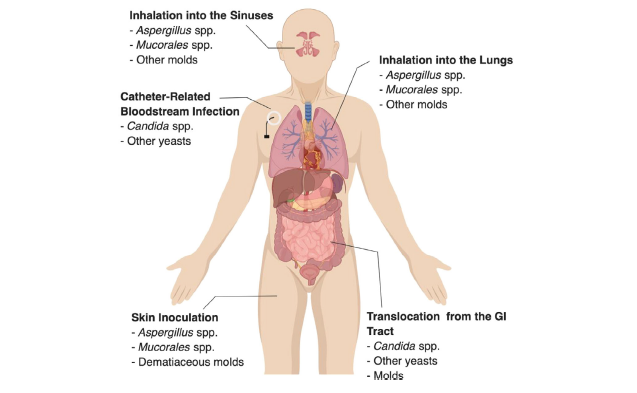 Inhalation into the Sinuses
- Aspergillus spp.
- Mucorales spp.
- Other molds
Inhalation into the Lungs
- Aspergillus spp.
- Mucorales spp.
- Other molds
Catheter-Related
Bloodstream Infection
- Candida spp.
- Other yeasts
Skin Inoculation
- Aspergillus spp.
- Mucorales spp.
- Dematiaceous molds
Translocation from the GI
Tract
- Candida spp.
- Other yeasts
- Molds